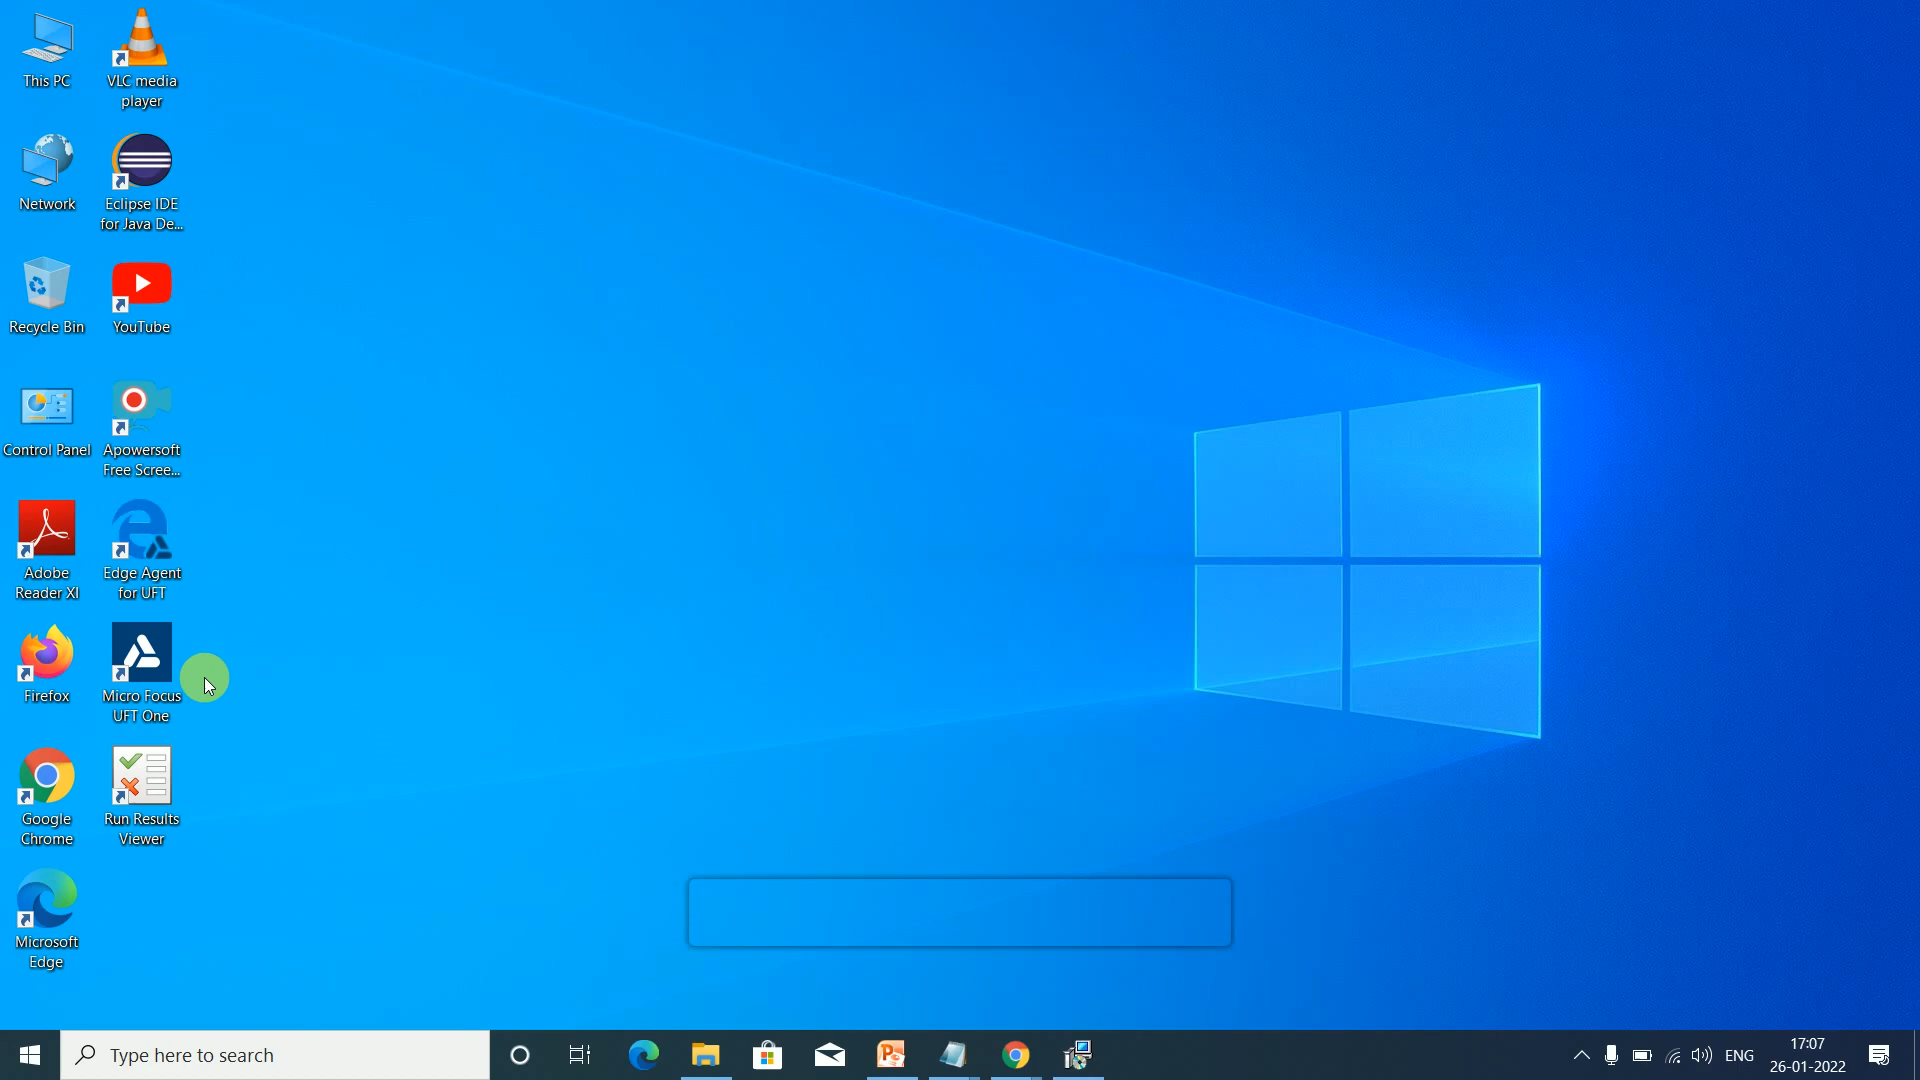 This PC
VLC media
player
Network
Eclipse IDE
for Java De...
Recycle Bin
YouTube
Control Panel
Apowersoft
Free Scree...
Adobe
Reader XI
Edge Agent
for UFT
Firefox
Micro Focus
UFT One
Google
Chrome
Run Results
Viewer
Microsoft
Edge
Type here to search
ENG
17:07
26-01-2022